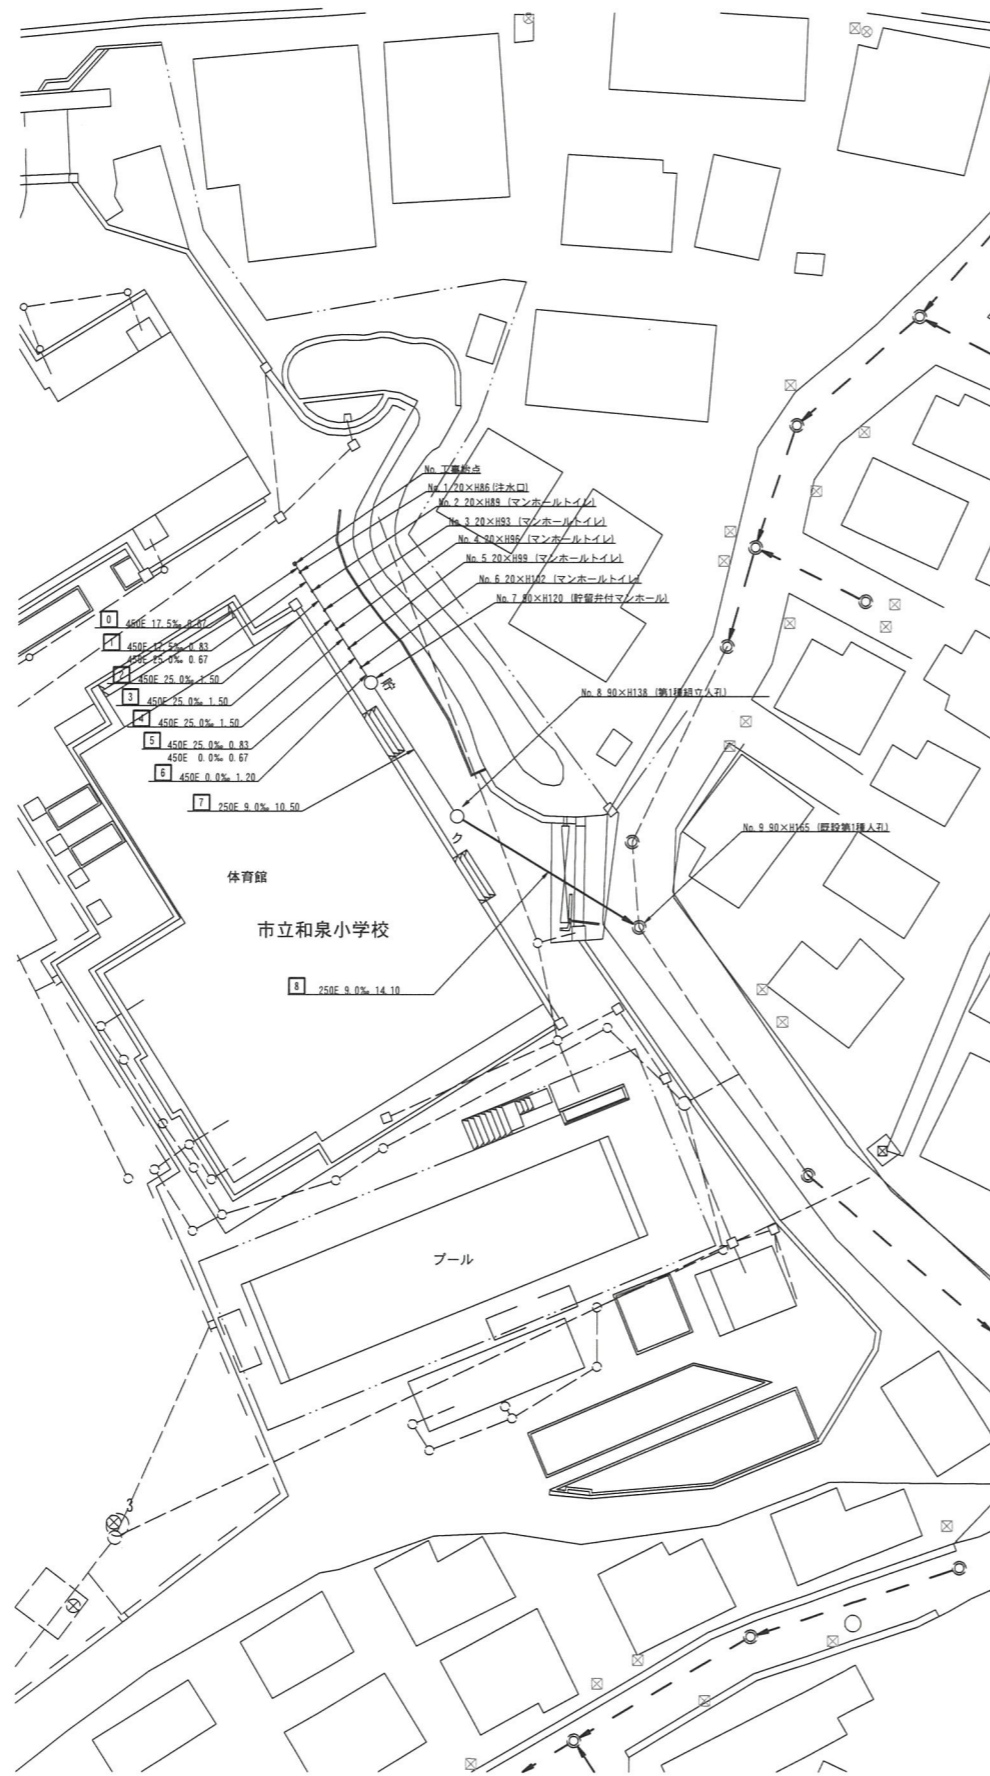 No. 工事始点
No. 1 20×H86(注水口)
No. 2 20×H89 (マンホールトイレ)
No. 3 20×H93 (マンホールトイレ)
No. 4 20×H96 (マンホールトイレ)
No. 5 20×H99 (マンホールトイレ)
No. 6 20×H102 (マンホールトイレ)
No. 7 90×H120 (貯留弁付マンホール)
0 450E 17.5‰ 0.87
1 450E 17.5‰ 0.83
450E 25.0‰ 0.67
2 450E 25.0‰ 1.50
3 450E 25.0‰ 1.50
4 450E 25.0‰ 1.50
5 450E 25.0‰ 0.83
450E 0.0‰ 0.67
6 450E 0.0‰ 1.20
7 250E 9.0‰ 10.50
貯
No. 8 90×H138 (第1種組立人孔)
ク
No. 9 90×H165 (既設第1種人孔)
体育館
市立和泉小学校
8 250E 9.0‰ 14.10
プール
3